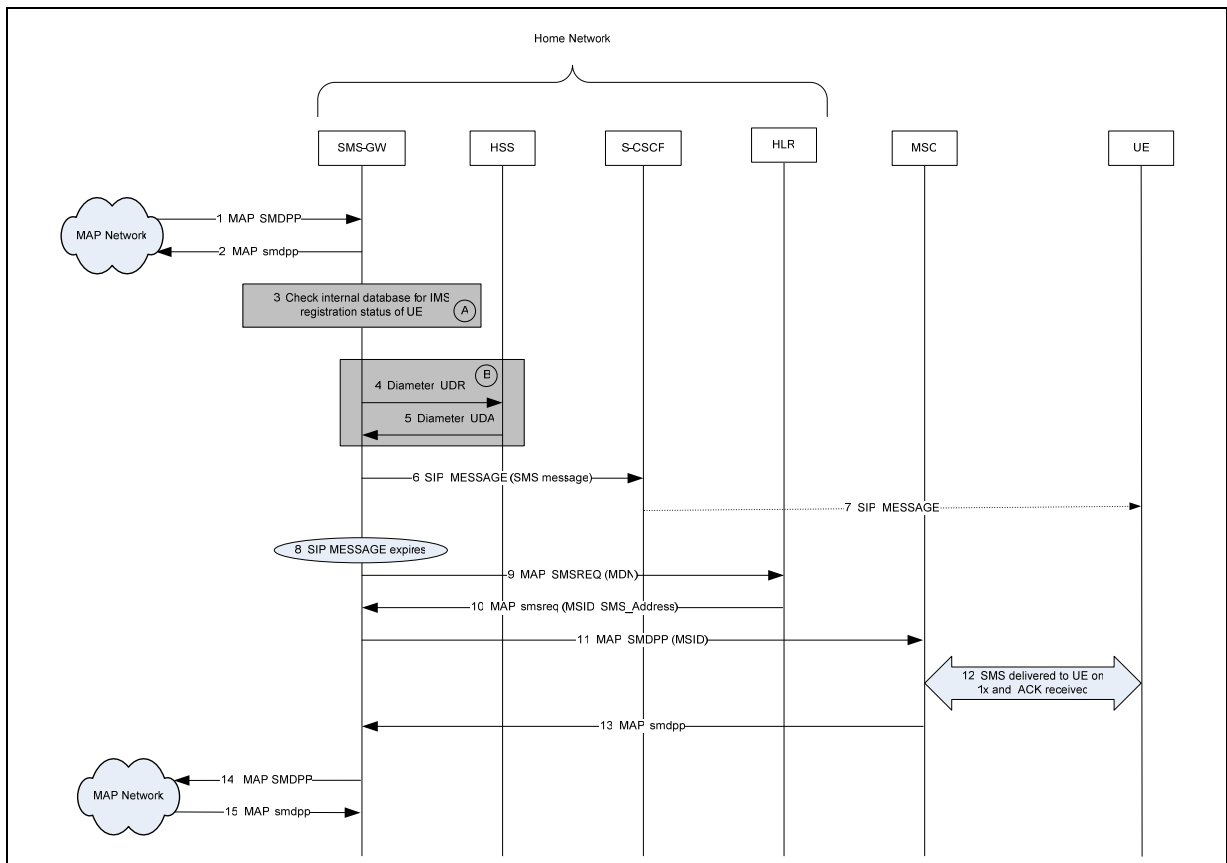 Home Network
SMS-GW
HSS
S-CSCF
HLR
MSC
UE
MAP Network
1 MAP SMDPP
2 MAP smdpp
3 Check internal database for IMS
registration status of UE
A
B
4 Diameter UDR
5 Diameter UDA
6 SIP MESSAGE (SMS message)
7 SIP MESSAGE
8 SIP MESSAGE expires
9 MAP SMSREQ (MDN)
10 MAP smsreq (MSID SMS_Address)
11 MAP SMDPP (MSID)
12 SMS delivered to UE on
1x and ACK received
13 MAP smdpp
14 MAP SMDPP
MAP Network
15 MAP smdpp